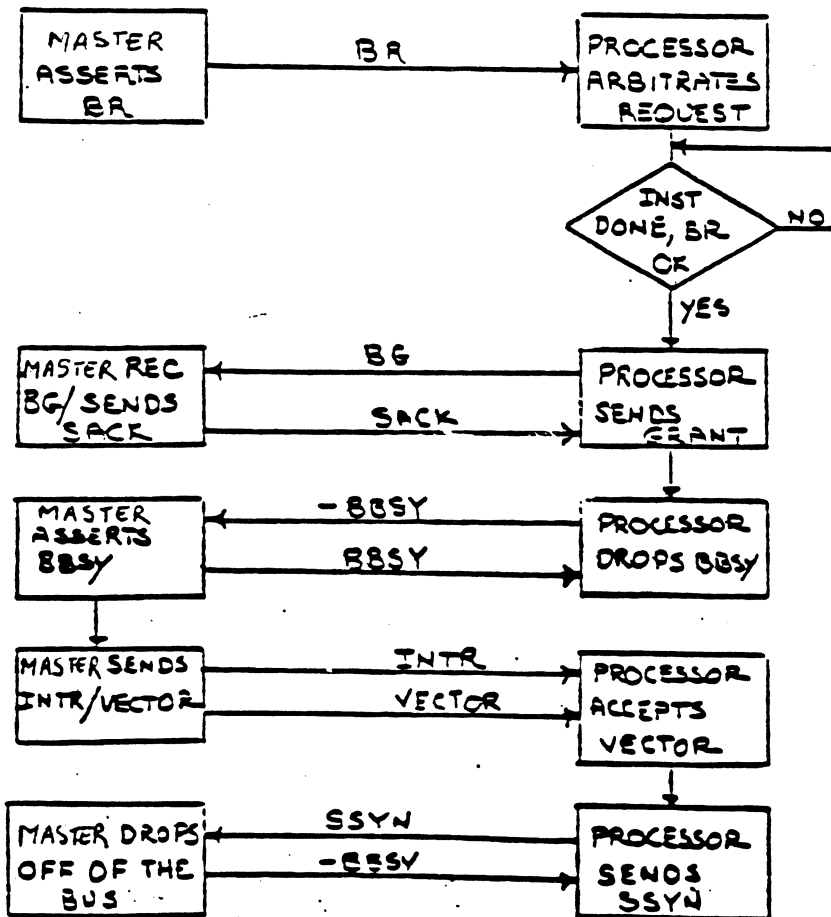 MASTER
ASSERTS
BR
BR
PROCESSOR
ARBITRATES
REQUEST
INST
DONE, BR
OK
NO
YES
MASTER REC
BG/SENDS
SACK
BG
SACK
PROCESSOR
SENDS
GRANT
MASTER
ASSERTS
BBSY
-BBSY
BBSY
PROCESSOR
DROPS BBSY
MASTER SENDS
INTR/VECTOR
INTR
VECTOR
PROCESSOR
ACCEPTS
VECTOR
MASTER DROPS
OFF OF THE
BUS
SSYN
-BBSY
PROCESSOR
SENDS
SSYN